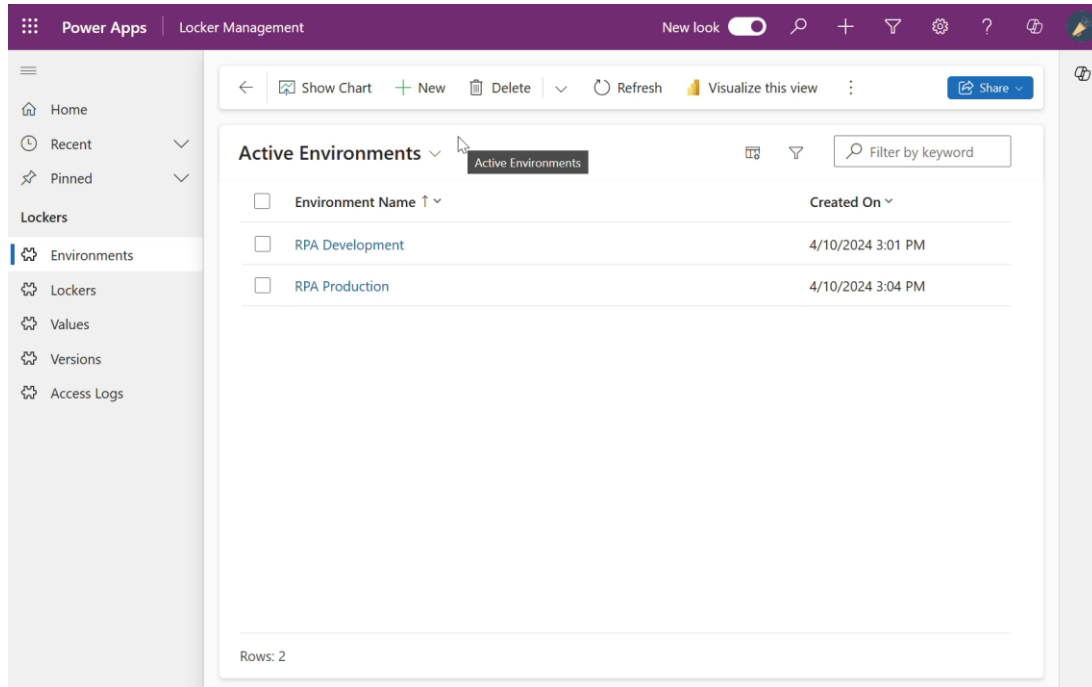 Power Apps Locker Management New look
Home
Recent
Pinned
Lockers
Environments
Lockers
Values
Versions
Access Logs
Show Chart New Delete Refresh Visualize this view Share
Active Environments
Active Environments
Filter by keyword
Environment Name Created On
RPA Development 4/10/2024 3:01 PM
RPA Production 4/10/2024 3:04 PM
Rows: 2